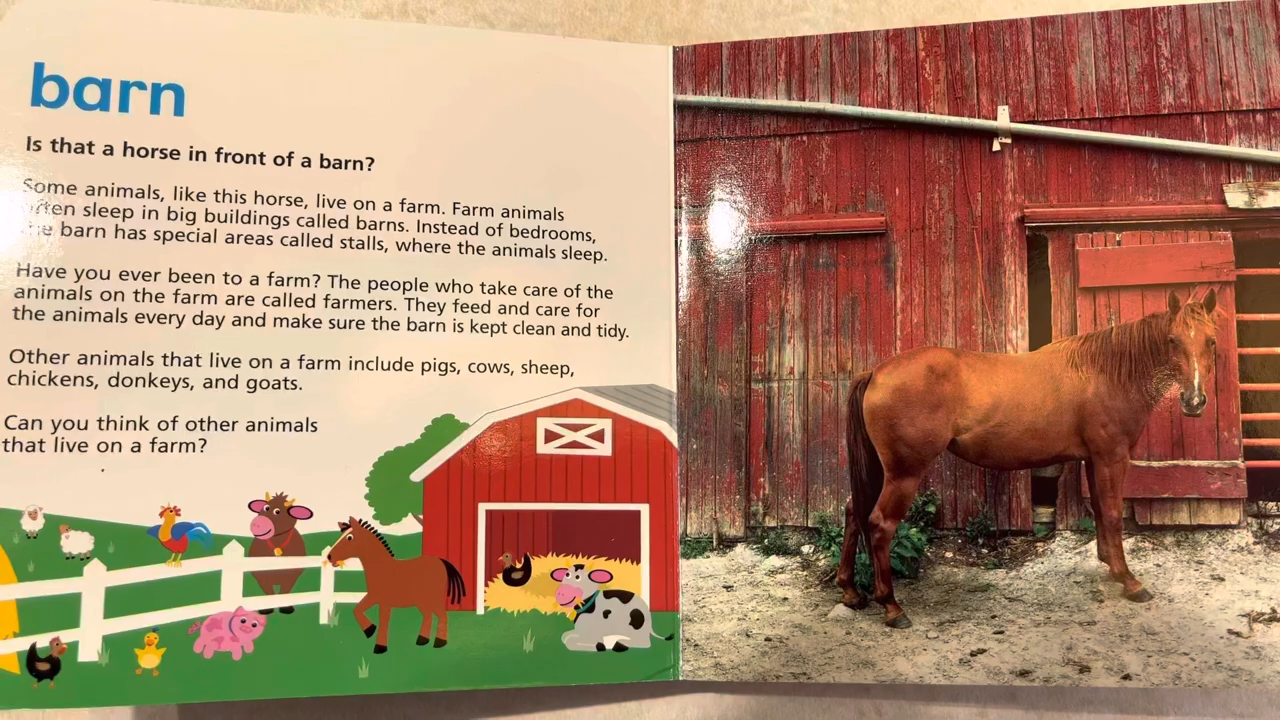 barn
Is that a horse in front of a barn?
Some animals, like this horse, live on a farm. Farm animals
often sleep in big buildings called barns. Instead of bedrooms,
the barn has special areas called stalls, where the animals sleep.
Have you ever been to a farm? The people who take care of the
animals on the farm are called farmers. They feed and care for
the animals every day and make sure the barn is kept clean and tidy.
Other animals that live on a farm include pigs, cows, sheep,
chickens, donkeys, and goats.
Can you think of other animals
that live on a farm?